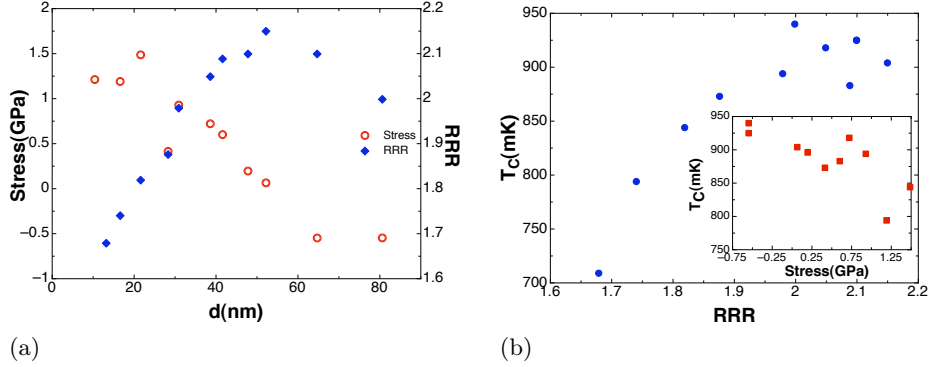 2
1.5
1
0.5
0
−0.5
−1
Stress(GPa)
2.2
2.1
2
1.9
1.8
1.7
1.6
RRR
Stress
RRR
0 20 40 60 80
d(nm)
(a)
950
900
850
800
750
700
T_C(mK)
1.6 1.7 1.8 1.9 2 2.1 2.2
RRR
950
900
850
800
750
T_C(mK)
−0.75 −0.25 0.25 0.75 1.25
Stress(GPa)
(b)